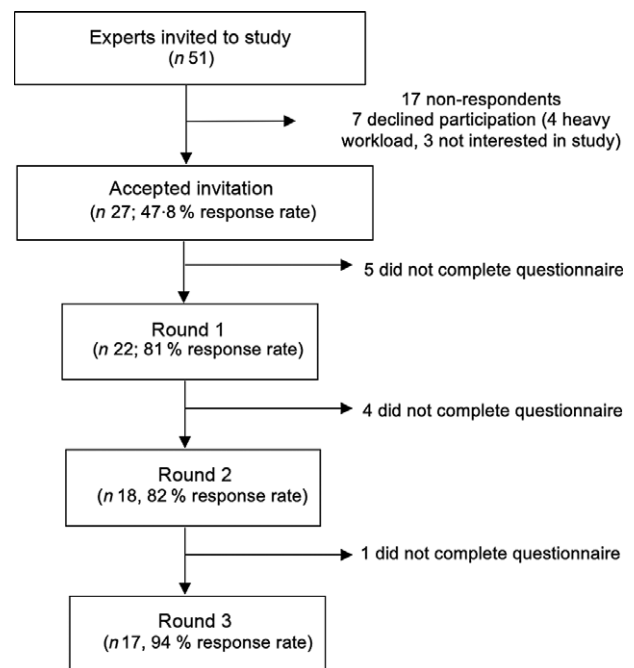 Experts invited to study
(n 51)
17 non-respondents
7 declined participation (4 heavy
workload, 3 not interested in study)
Accepted invitation
(n 27; 47·8 % response rate)
5 did not complete questionnaire
Round 1
(n 22; 81 % response rate)
4 did not complete questionnaire
Round 2
(n 18, 82 % response rate)
1 did not complete questionnaire
Round 3
(n 17, 94 % response rate)